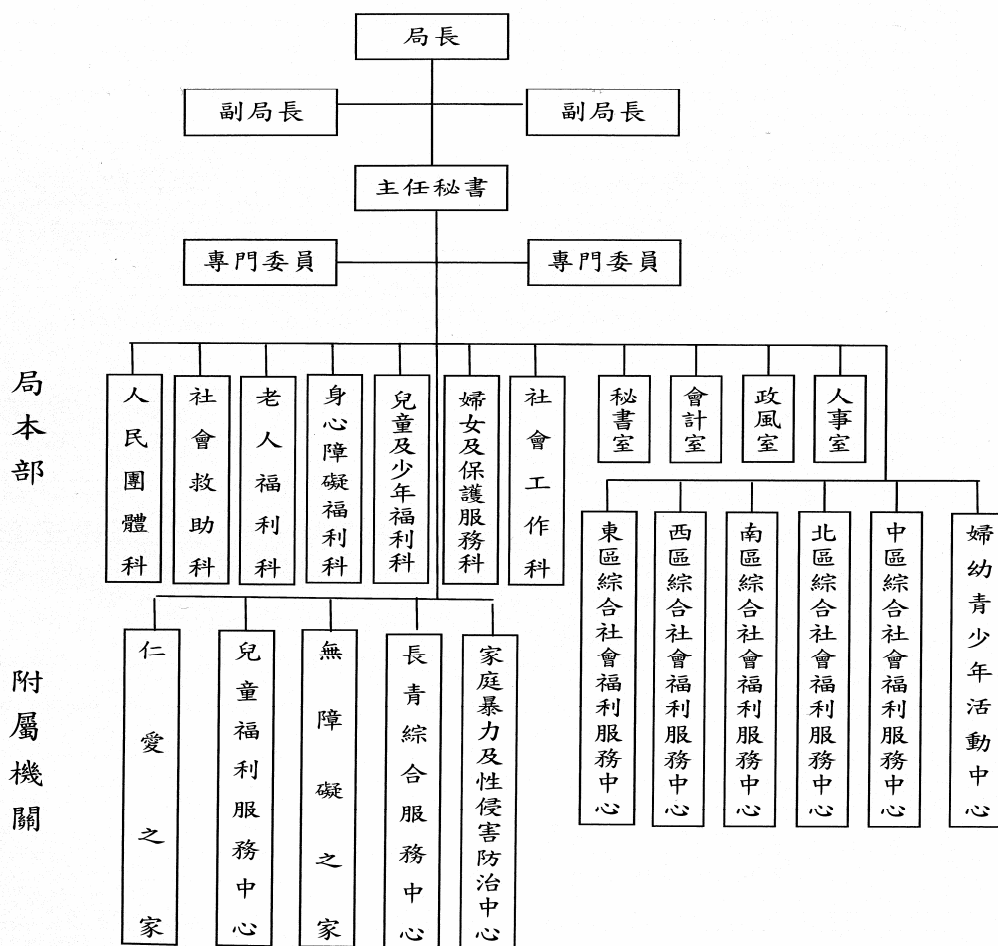 局長
副局長
副局長
主任秘書
專門委員
專門委員
局本部
人民團體科
社會救助科
老人福利科
身心障礙福利科
兒童及少年福利科
婦女及保護服務科
社會工作科
秘書室
會計室
政風室
人事室
東區綜合社會福利服務中心
西區綜合社會福利服務中心
南區綜合社會福利服務中心
北區綜合社會福利服務中心
中區綜合社會福利服務中心
婦幼青少年活動中心
附屬機關
仁愛之家
兒童福利服務中心
無障礙之家
長青綜合服務中心
家庭暴力及性侵害防治中心